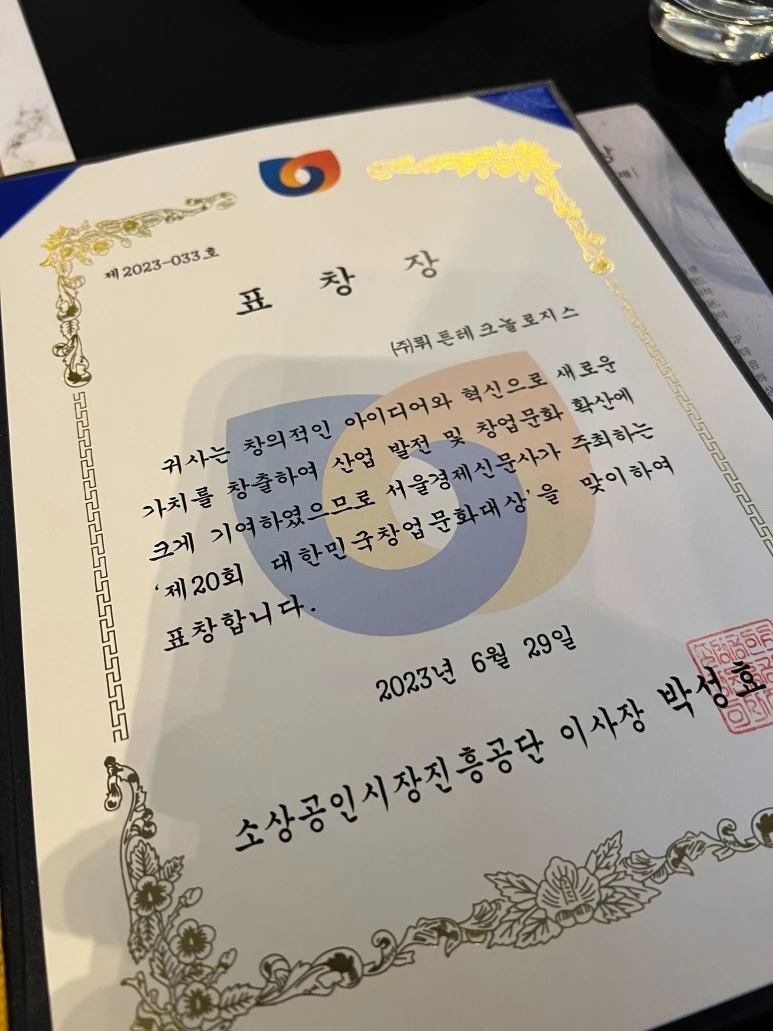 제2023-033호
표 창 장
(주)뤼튼테크놀로지스
귀사는 창의적인 아이디어와 혁신으로 새로운
가치를 창출하여 산업 발전 및 창업문화 확산에
크게 기여하였으므로 서울경제신문사가 주최하는
‘제20회 대한민국창업문화대상’을 맞이하여
표창합니다.
2023년 6월 29일
소상공인시장진흥공단 이사장 박성효